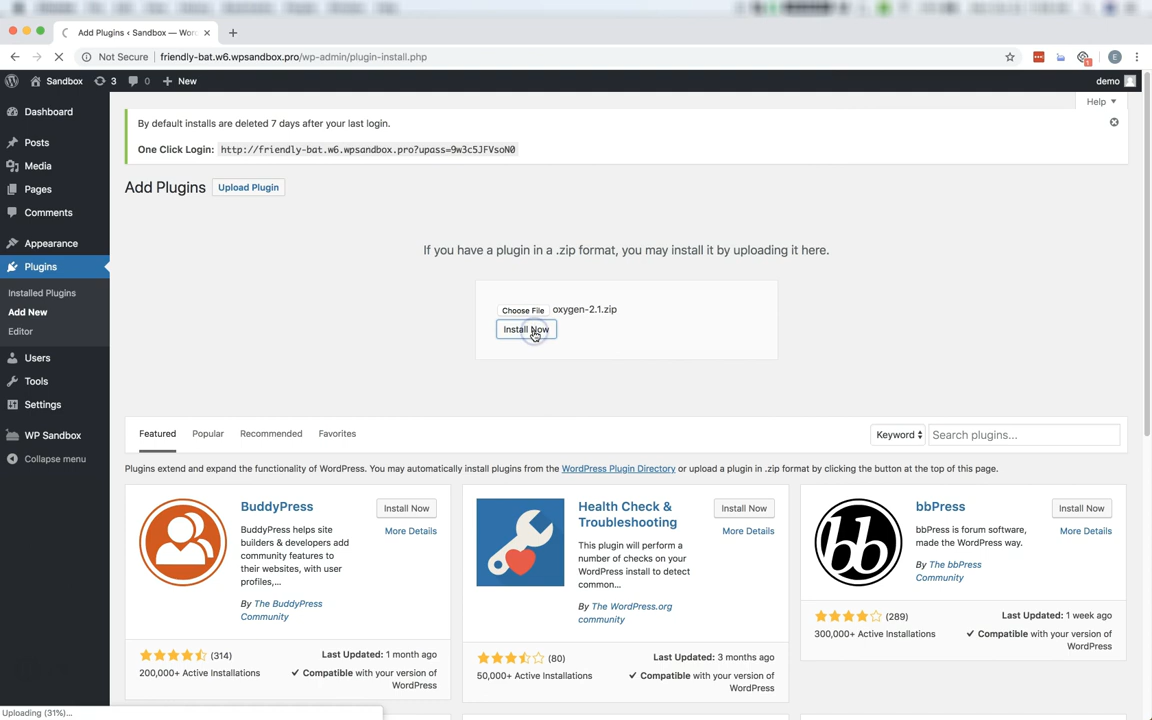 Add Plugins ‹ Sandbox — Wor
Not Secure
friendly-bat.w6.wpsandbox.pro/wp-admin/plugin-install.php
1
E
Sandbox
3
0
New
demo
Help
Dashboard
Posts
Media
Pages
Comments
Appearance
Plugins
Installed Plugins
Add New
Editor
Users
Tools
Settings
WP Sandbox
Collapse menu
By default installs are deleted 7 days after your last login.
One Click Login: http://friendly-bat.w6.wpsandbox.pro?upass=9w3c5JFVsoN0
Add Plugins
Upload Plugin
If you have a plugin in a .zip format, you may install it by uploading it here.
Choose File oxygen-2.1.zip
Install Now
Featured
Popular
Recommended
Favorites
Keyword
Search plugins...
Plugins extend and expand the functionality of WordPress. You may automatically install plugins from the WordPress Plugin Directory or upload a plugin in .zip format by clicking the button at the top of this page.
BuddyPress
Install Now
More Details
BuddyPress helps site
builders & developers add
community features to
their websites, with user
profiles,...
By The BuddyPress
Community
(314)
200,000+ Active Installations
Last Updated: 1 month ago
✓ Compatible with your version of
WordPress
Health Check &
Troubleshooting
Install Now
More Details
This plugin will perform a
number of checks on your
WordPress install to detect
common...
By The WordPress.org
community
(80)
50,000+ Active Installations
Last Updated: 3 months ago
✓ Compatible with your version of
WordPress
bb
bbPress
Install Now
More Details
bbPress is forum software,
made the WordPress way.
By The bbPress
Community
(289)
300,000+ Active Installations
Last Updated: 1 week ago
✓ Compatible with your version of
WordPress
Uploading (31%)...